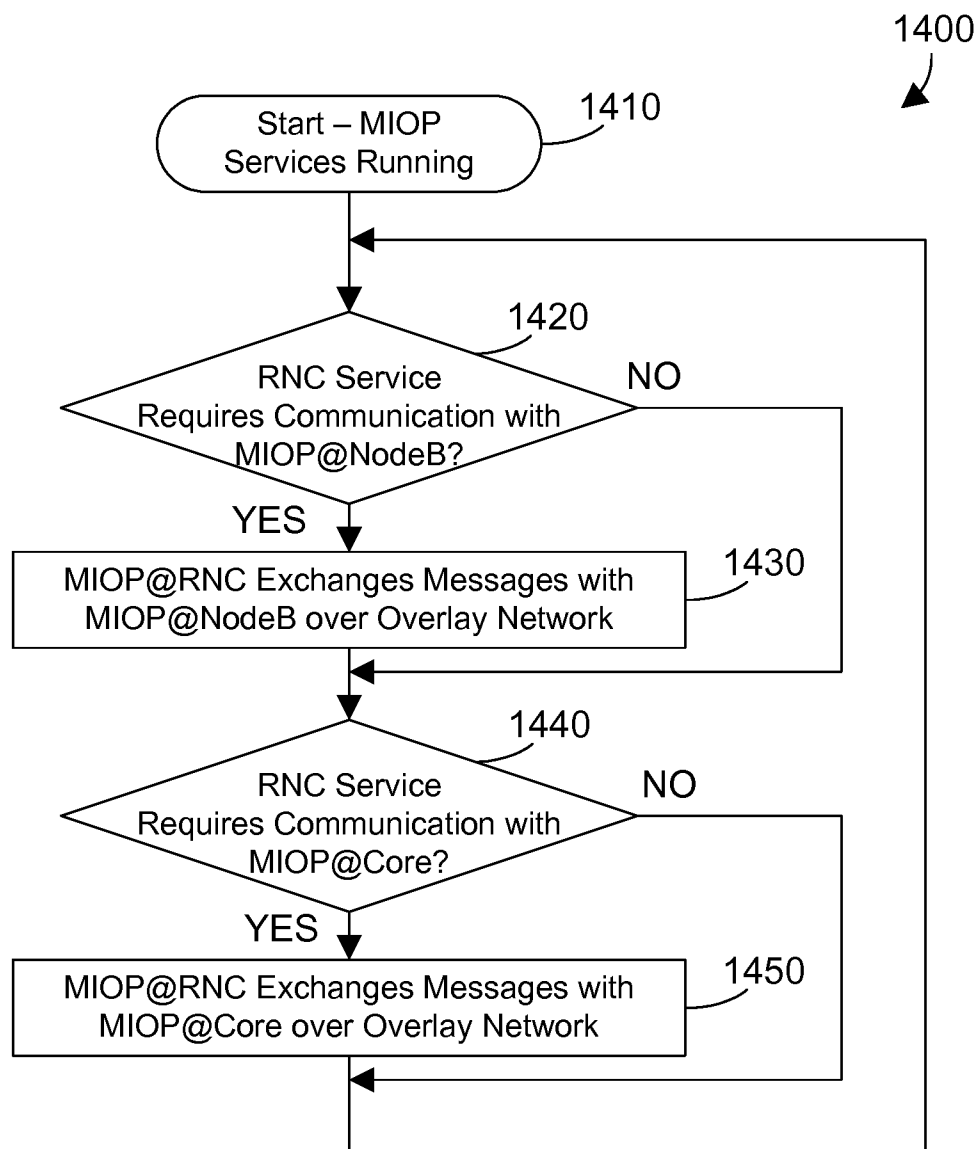 1400
Start – MIOP
Services Running
1410
1420
RNC Service
Requires Communication with
MIOP@NodeB?
NO
YES
MIOP@RNC Exchanges Messages with
MIOP@NodeB over Overlay Network
1430
1440
RNC Service
Requires Communication with
MIOP@Core?
NO
YES
MIOP@RNC Exchanges Messages with
MIOP@Core over Overlay Network
1450